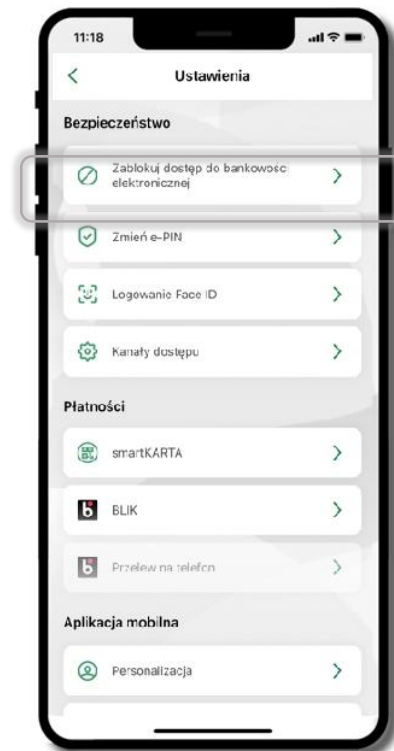 11:18
Ustawienia
Bezpieczeństwo
Zablokuj dostęp do bankowości
elektronicznej
Zmień e-PIN
Logowanie Face ID
Kanały dostępu
Płatności
smartKARTA
BLIK
Przelew na telefon
Aplikacja mobilna
Personalizacja